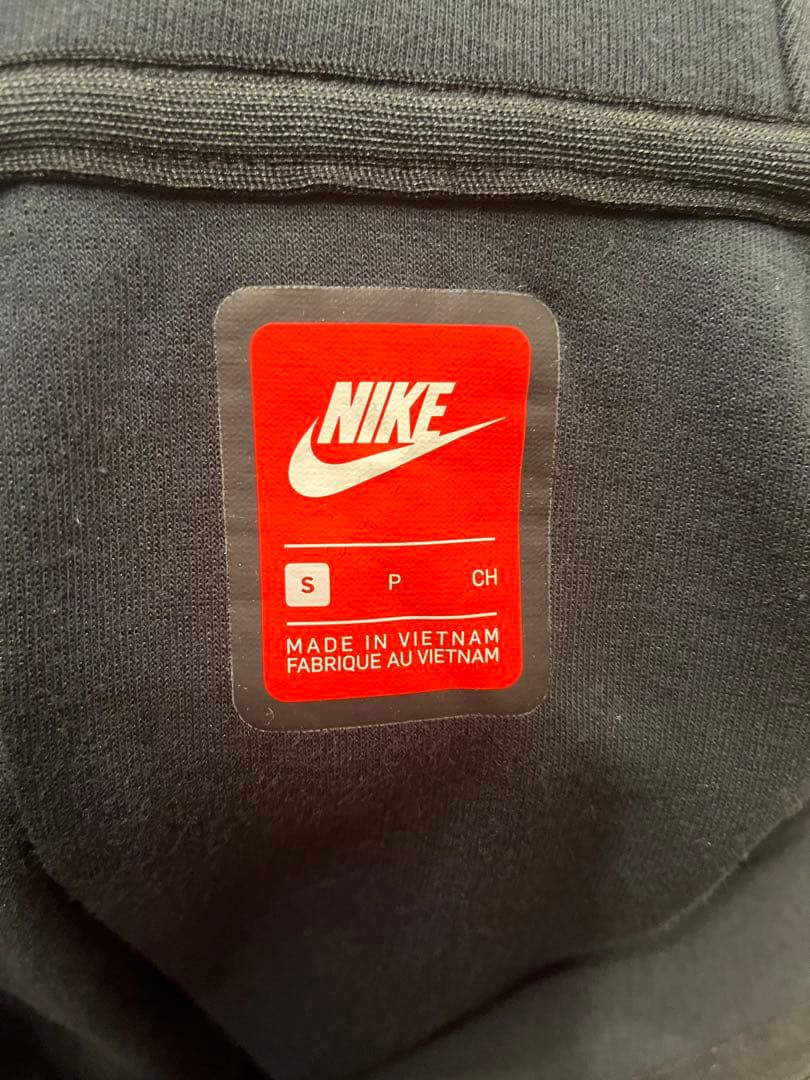 NIKE
S P CH
MADE IN VIETNAM
FABRIQUE AU VIETNAM